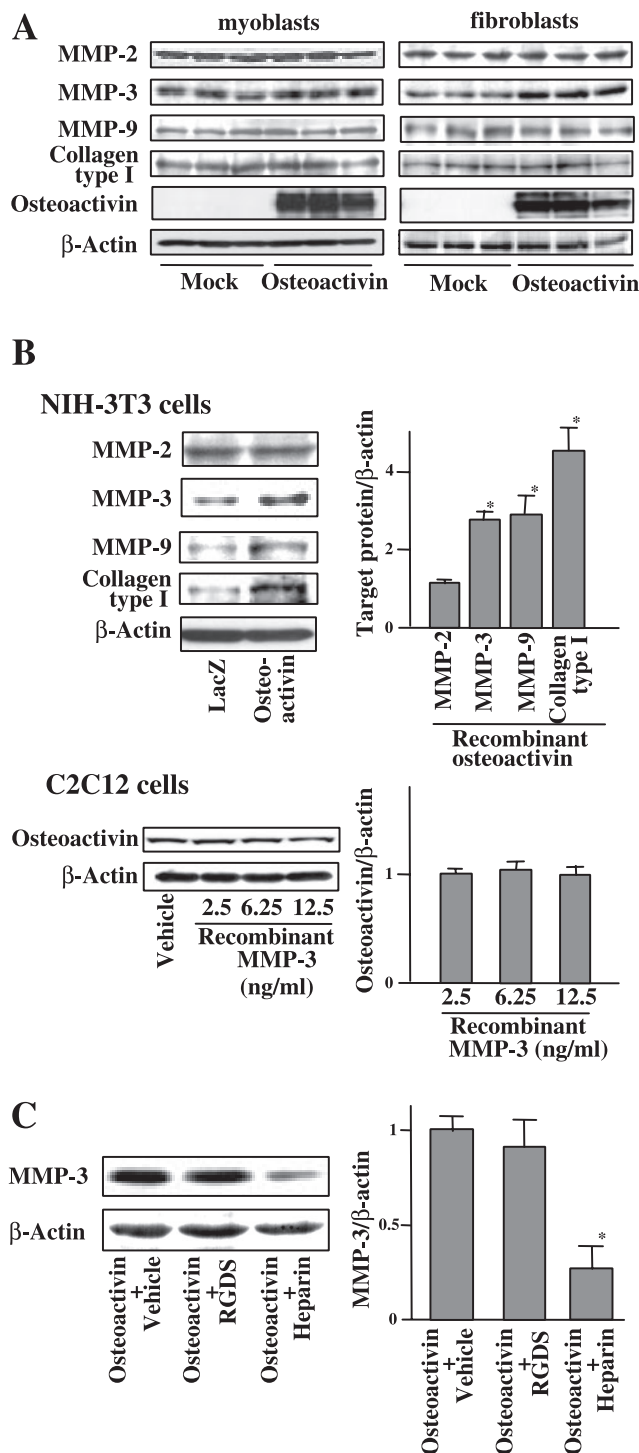 A
myoblasts
fibroblasts
MMP-2
MMP-3
MMP-9
Collagen
type I
Osteoactivin
β-Actin
Mock
Osteoactivin
Mock
Osteoactivin
B
NIH-3T3 cells
MMP-2
MMP-3
MMP-9
Collagen
type I
β-Actin
LacZ
Osteo-
activin
Target protein/β-actin
4
2
0
*
*
*
MMP-2
MMP-3
MMP-9
Collagen
type I
Recombinant
osteoactivin
C2C12 cells
Osteoactivin
β-Actin
Vehicle
2.5 6.25 12.5
Recombinant
MMP-3
(ng/ml)
Osteoactivin/β-actin
1
0
2.5 6.25 12.5
Recombinant
MMP-3 (ng/ml)
C
MMP-3
β-Actin
Osteoactivin
+
Vehicle
Osteoactivin
+
RGDS
Osteoactivin
+
Heparin
MMP-3/β-actin
1
0.5
0
*
Osteoactivin
+
Vehicle
Osteoactivin
+
RGDS
Osteoactivin
+
Heparin